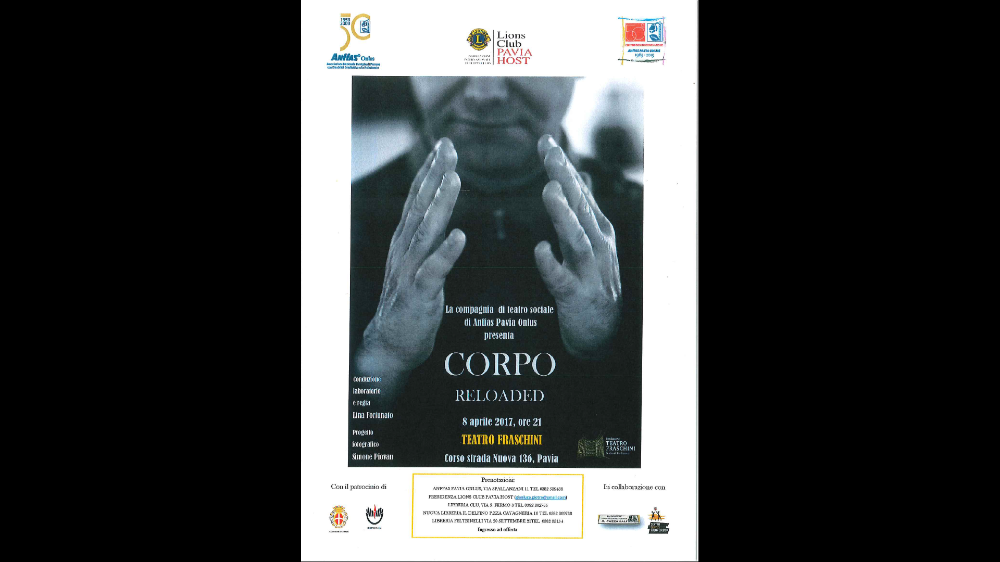 1958
2008
Anffas® Onlus
Associazione Nazionale Famiglie di Persone
con Disabilità Intellettiva e/o Relazionale
LIONS
L
Lions
Club
PAVIA
HOST
ASSOCIAZIONE
INTERNAZIONALE
DEI LIONS CLUBS
50°
CONTRO OGNI DISCRIMINAZIONE
ANFFAS PAVIA ONLUS
1965 - 2015
La compagnia di teatro sociale
di Anffas Pavia Onlus
presenta
CORPO
RELOADED
8 aprile 2017, ore 21
TEATRO FRASCHINI
Corso strada Nuova 136, Pavia
Conduzione
laboratorio
e regia
Lina Fortunato
Progetto
fotografico
Simone Piovan
Fondazione
TEATRO
FRASCHINI
Con il patrocinio di
COMUNE DI PAVIA
IPASVI Pavia
Prenotazioni:
ANFFAS PAVIA ONLUS, VIA SPALLANZANI 11 TEL 0382 539438
PRESIDENZA LIONS CLUB PAVIA HOST (gianluca.pietra@gmail.com)
LIBRERIA CLU, VIA S. FERMO 3 TEL 0382 302766
NUOVA LIBRERIA IL DELFINO P.ZZA CAVAGNERIA 10 TEL 0382 309788
LIBRERIA FELTRINELLI VIA 20 SETTEMBRE 21TEL 0382 33154
Ingresso ad offerta
In collaborazione con
ASSOCIAZIONE
DI PROMOZIONE SOCIALE
C. CAZZAMALI
CENTRO
SERVIZI
VOLONTARIATO